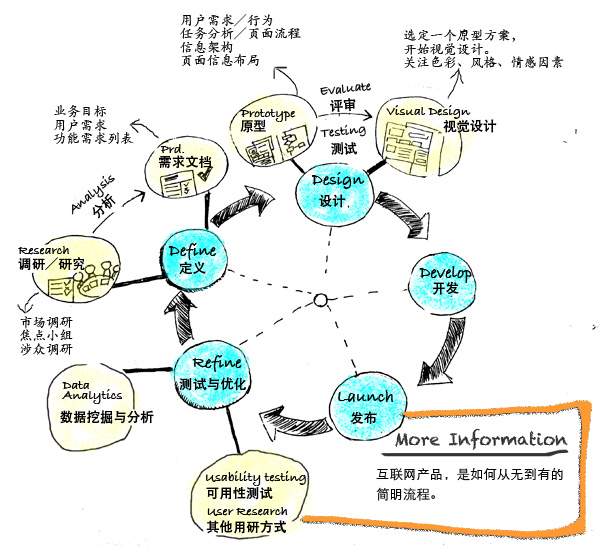 用户需求／行为
任务分析／页面流程
信息架构
页面信息布局
选定一个原型方案，
开始视觉设计。
关注色彩、风格、情感因素
Evaluate
评审
Prototype
原型
Testing
测试
Visual Design
视觉设计
业务目标
用户需求
功能需求列表
Prd.
需求文档
Design
设计
Analysis
分析
Research
调研／研究
Define
定义
Develop
开发
市场调研
焦点小组
涉众调研
Refine
测试与优化
Data
Analytics
数据挖掘与分析
Launch
发布
More Information
互联网产品，是如何从无到有的
简明流程。
Usability testing
可用性测试
User Research
其他用研方式